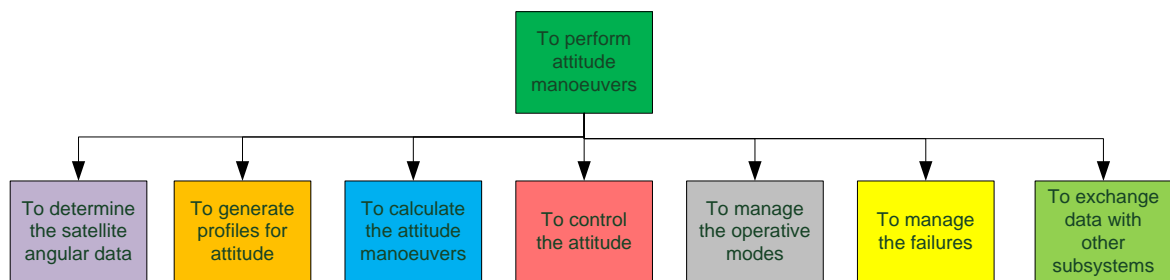 To perform
attitude
manoeuvers
To determine
the satellite
angular data
To generate
profiles for
attitude
To calculate
the attitude
manoeuvers
To control
the attitude
To manage
the operative
modes
To manage
the failures
To exchange
data with
other
subsystems